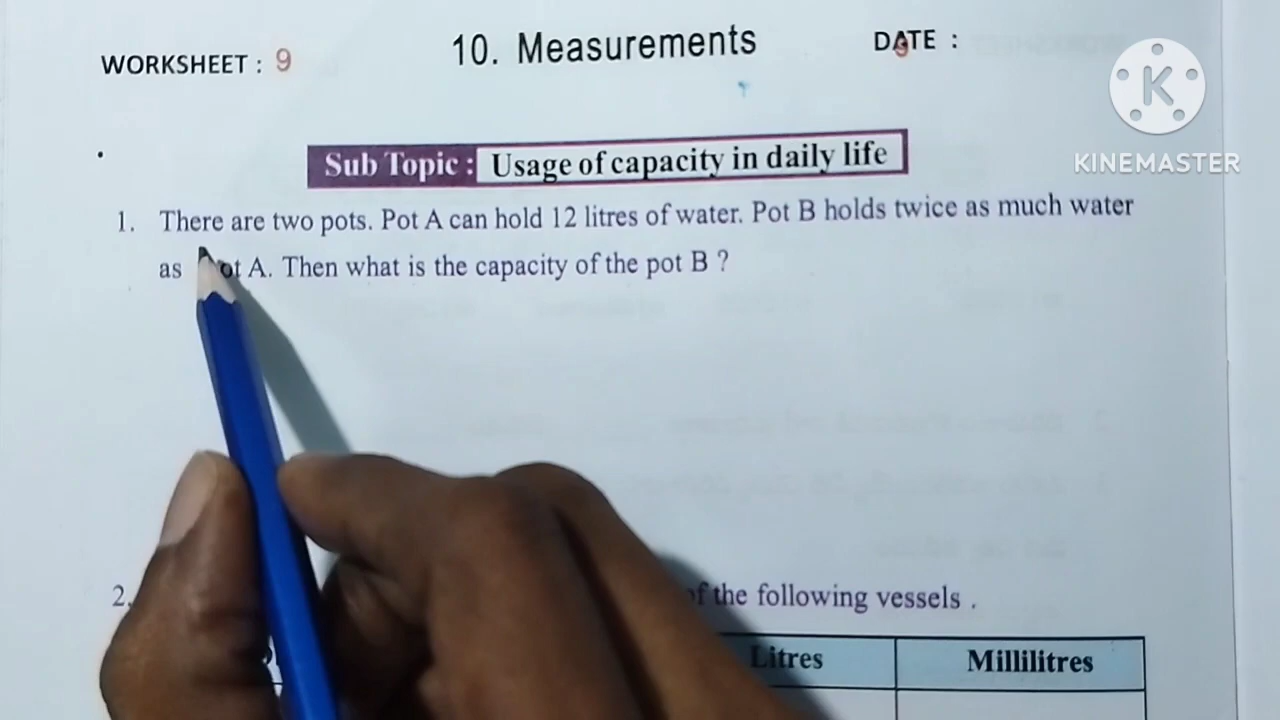 WORKSHEET : 9
10. Measurements
DATE :
KINEMASTER
Sub Topic : Usage of capacity in daily life
1. There are two pots. Pot A can hold 12 litres of water. Pot B holds twice as much water
as ot A. Then what is the capacity of the pot B ?
2. of the following vessels .
Litres
Millilitres